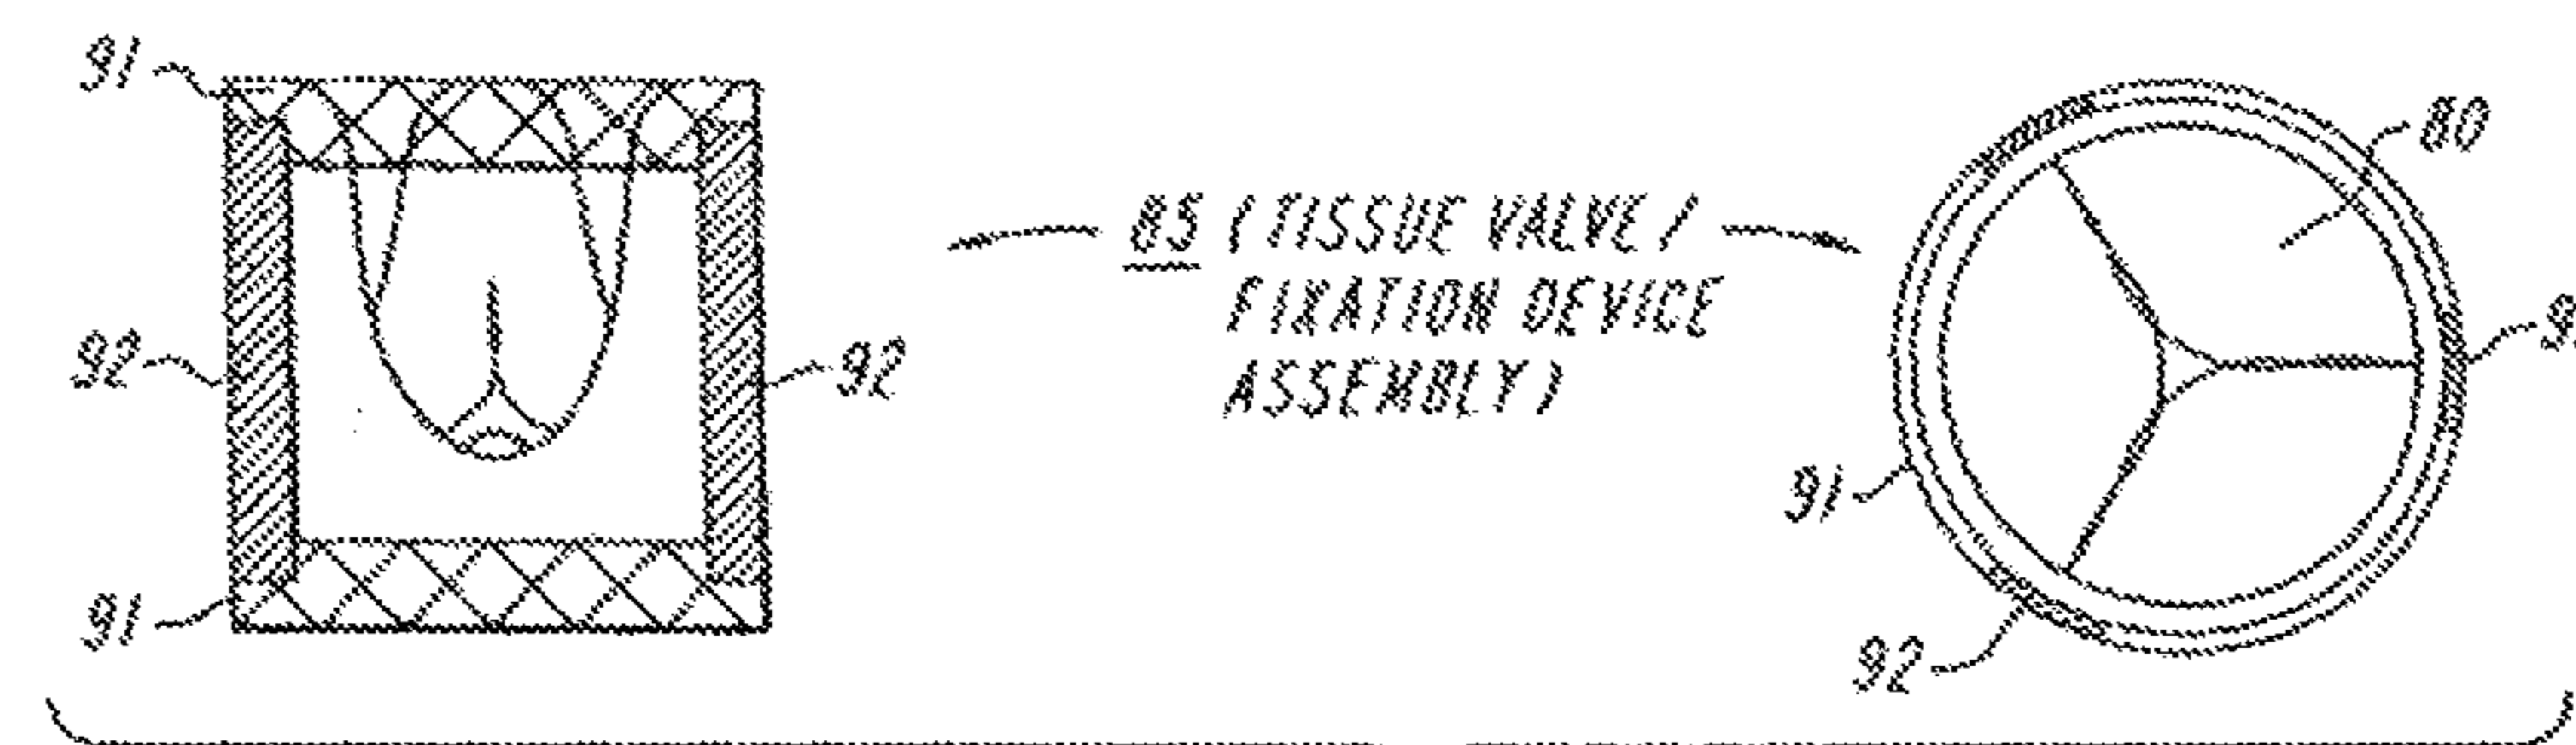 91
80
85 (TISSUE VALVE /
FIXATION DEVICE
92
92
ASSEMBLY)
91
91
92